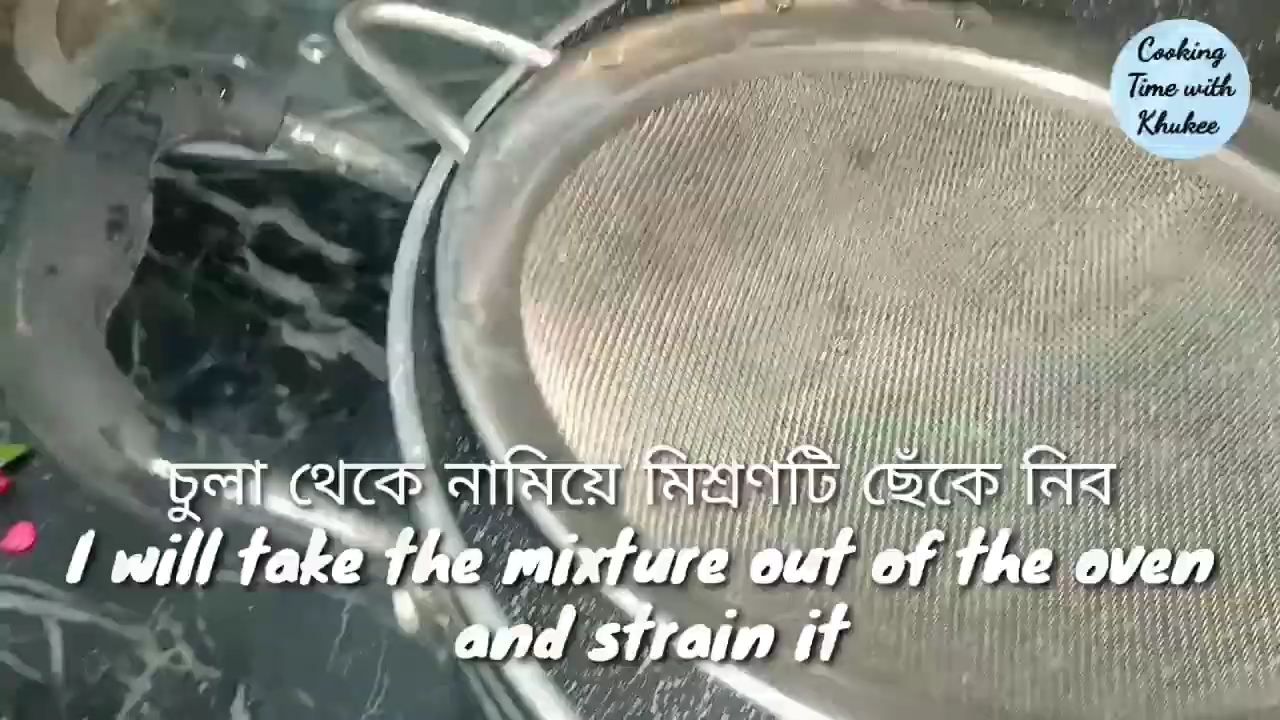 Cooking
Time with
Khukee
চুলা থেকে নামিয়ে মিশ্রণটি ছেঁকে নিব
I will take the mixture out of the oven
and strain it